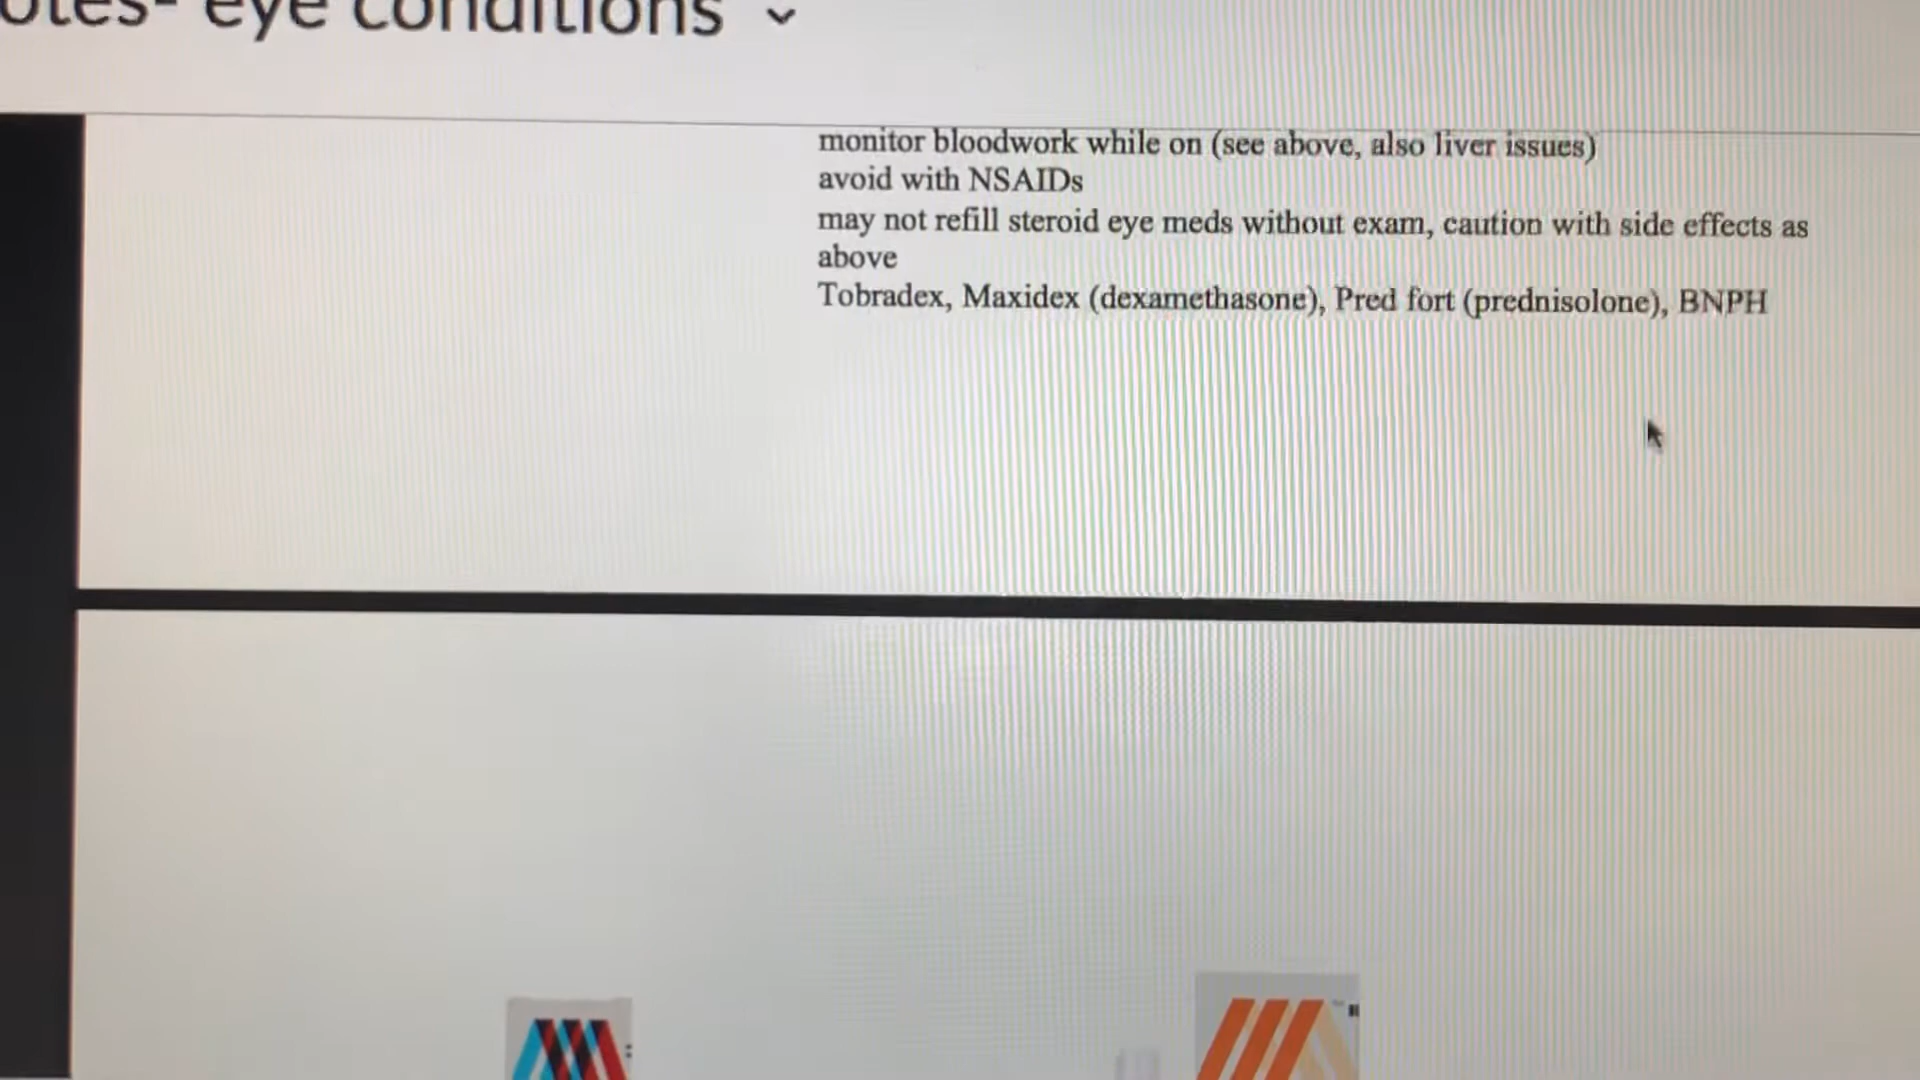 otes- eye conditions
monitor bloodwork while on (see above, also liver issues)
avoid with NSAIDs
may not refill steroid eye meds without exam, caution with side effects as
above
Tobradex, Maxidex (dexamethasone), Pred fort (prednisolone), BNPH